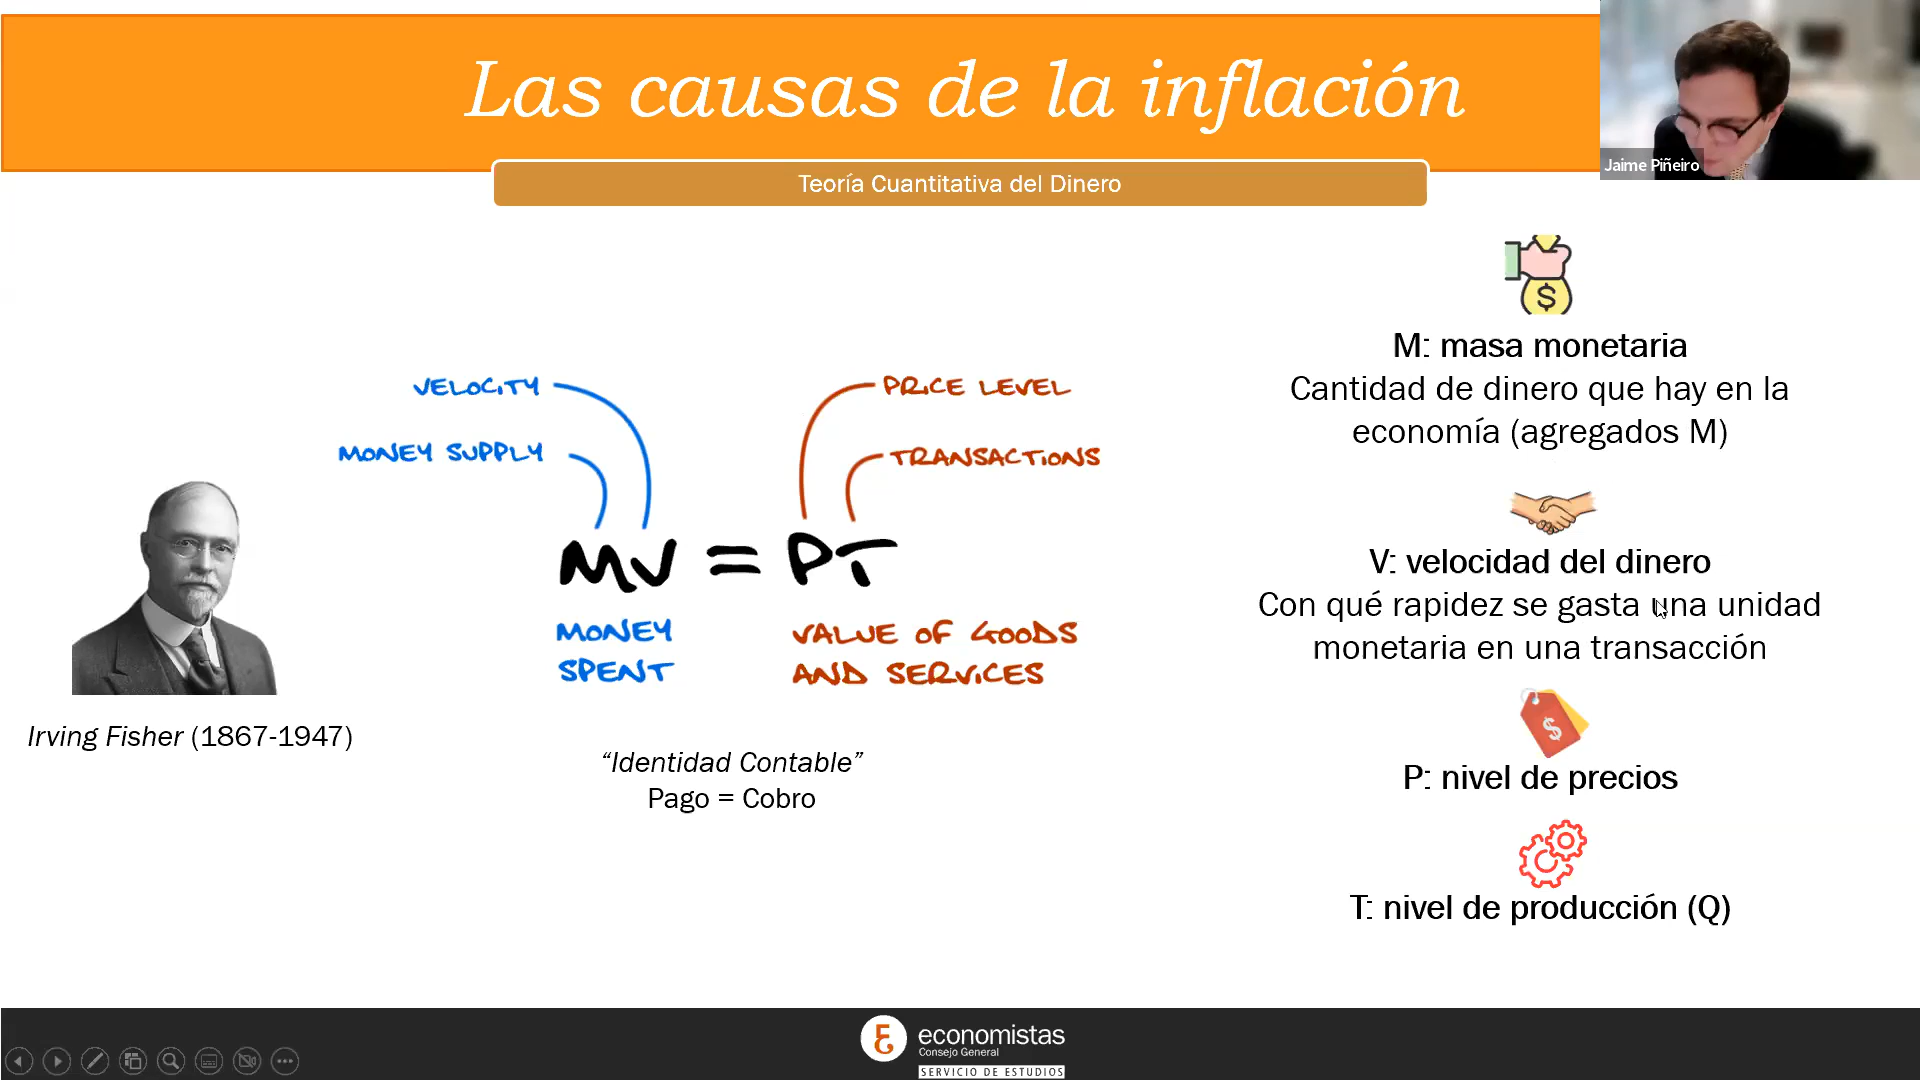 Las causas de la inflación
Jaime Piñeiro
Teoría Cuantitativa del Dinero
VELOCITY
PRICE LEVEL
MONEY SUPPLY
TRANSACTIONS
MV = PT
MONEY
SPENT
VALUE OF GOODS
AND SERVICES
Irving Fisher (1867-1947)
“Identidad Contable”
Pago = Cobro
$
M: masa monetaria
Cantidad de dinero que hay en la
economía (agregados M)
V: velocidad del dinero
Con qué rapidez se gasta una unidad
monetaria en una transacción
$
P: nivel de precios
T: nivel de producción (Q)
economistas
Consejo General
SERVICIO DE ESTUDIOS